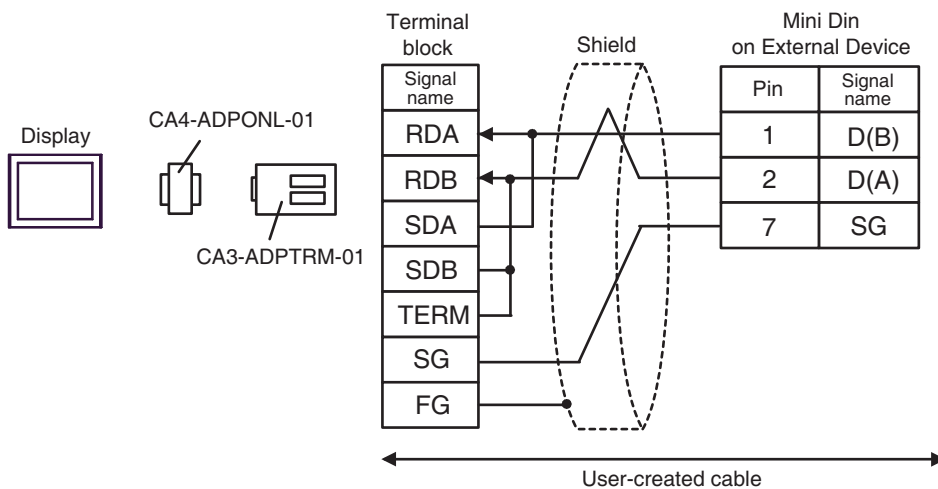 Display
CA4-ADPONL-01
CA3-ADPTRM-01
Terminal
block
Signal
name
RDA
RDB
SDA
SDB
TERM
SG
FG
Shield
Mini Din
on External Device
Pin Signal
name
1 D(B)
2 D(A)
7 SG
User-created cable